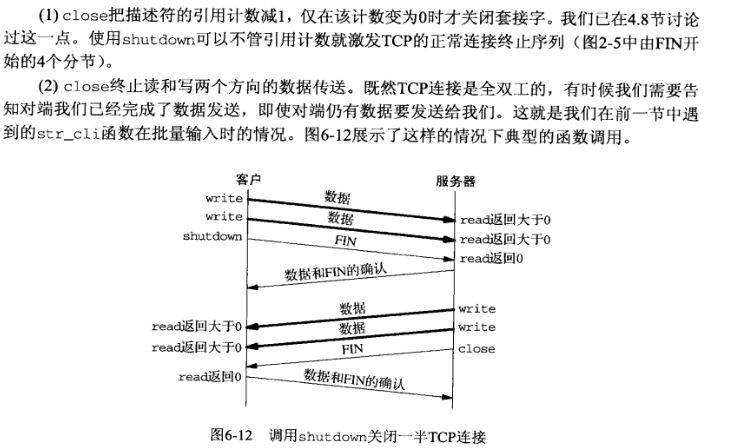 (1) close把描述符的引用计数减1，仅在该计数变为0时才关闭套接字。我们已在4.8节讨论
过这一点。使用shutdown可以不管引用计数就激发TCP的正常连接终止序列（图2-5中由FIN开
始的4个分节）。
(2) close终止读和写两个方向的数据传送。既然TCP连接是全双工的，有时候我们需要告
知对端我们已经完成了数据发送，即使对端仍有数据要发送给我们。这就是我们在前一节中遇
到的str_cli函数在批量输入时的情况。图6-12展示了这样的情况下典型的函数调用。
客户
服务器
write
数据
read返回大于0
write
数据
read返回大于0
shutdown
FIN
read返回0
数据和FIN的确认
数据
write
read返回大于0
数据
write
read返回大于0
FIN
close
read返回0
数据和FIN的确认
图6-12 调用shutdown关闭一半TCP连接